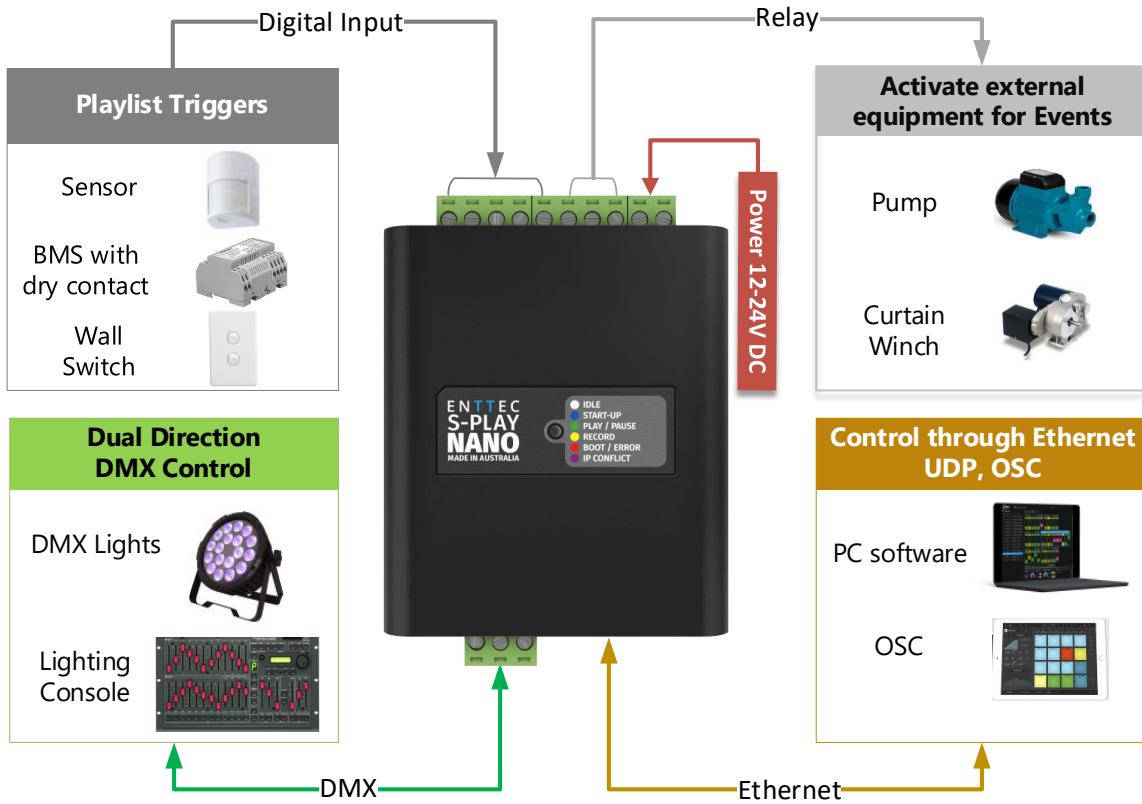 Digital Input
Relay
Playlist Triggers
Sensor
BMS with
dry contact
Wall
Switch
Activate external
equipment for Events
Pump
Curtain
Winch
Power 12-24V DC
ENTTEC
S-PLAY
NANO
MADE IN AUSTRALIA
IDLE
START-UP
PLAY / PAUSE
RECORD
BOOT / ERROR
IP CONFLICT
Dual Direction
DMX Control
DMX Lights
Lighting
Console
Control through Ethernet
UDP, OSC
PC software
OSC
DMX
Ethernet